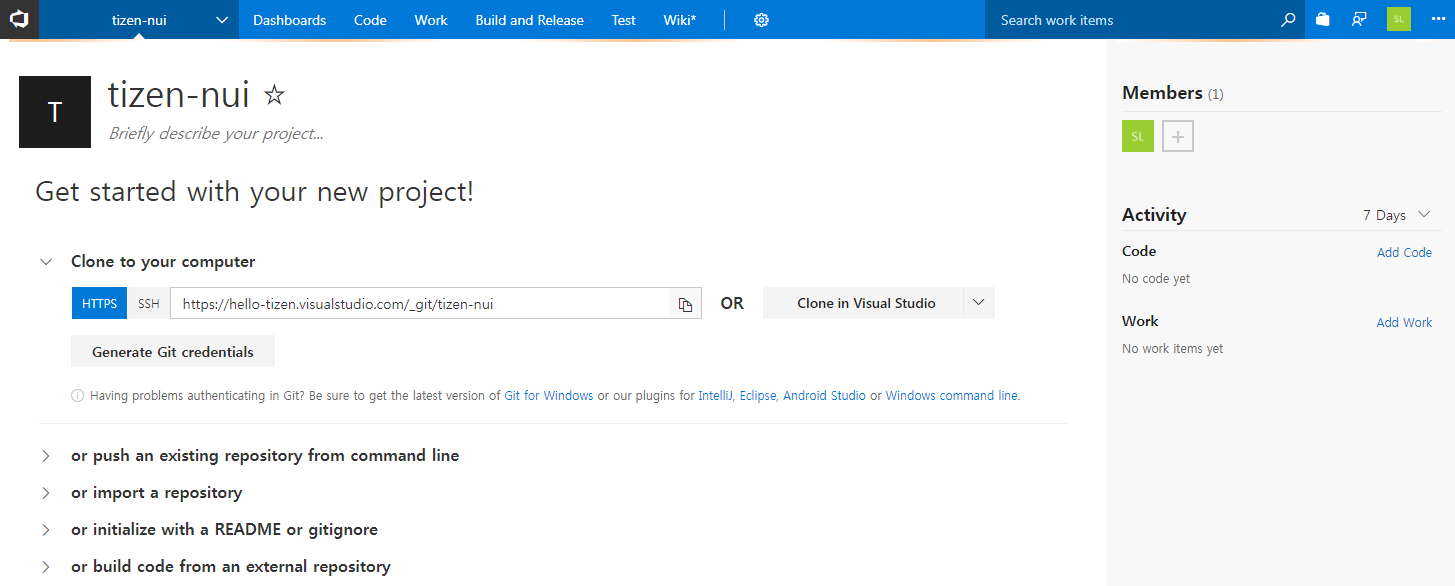 tizen-nui Dashboards Code Work Build and Release Test Wiki* Search work items SL
T
tizen-nui
Briefly describe your project...
Get started with your new project!
Clone to your computer
HTTPS SSH https://hello-tizen.visualstudio.com/_git/tizen-nui OR Clone in Visual Studio
Generate Git credentials
Having problems authenticating in Git? Be sure to get the latest version of Git for Windows or our plugins for IntelliJ, Eclipse, Android Studio or Windows command line.
or push an existing repository from command line
or import a repository
or initialize with a README or gitignore
or build code from an external repository
Members (1)
SL
Activity 7 Days
Code Add Code
No code yet
Work Add Work
No work items yet